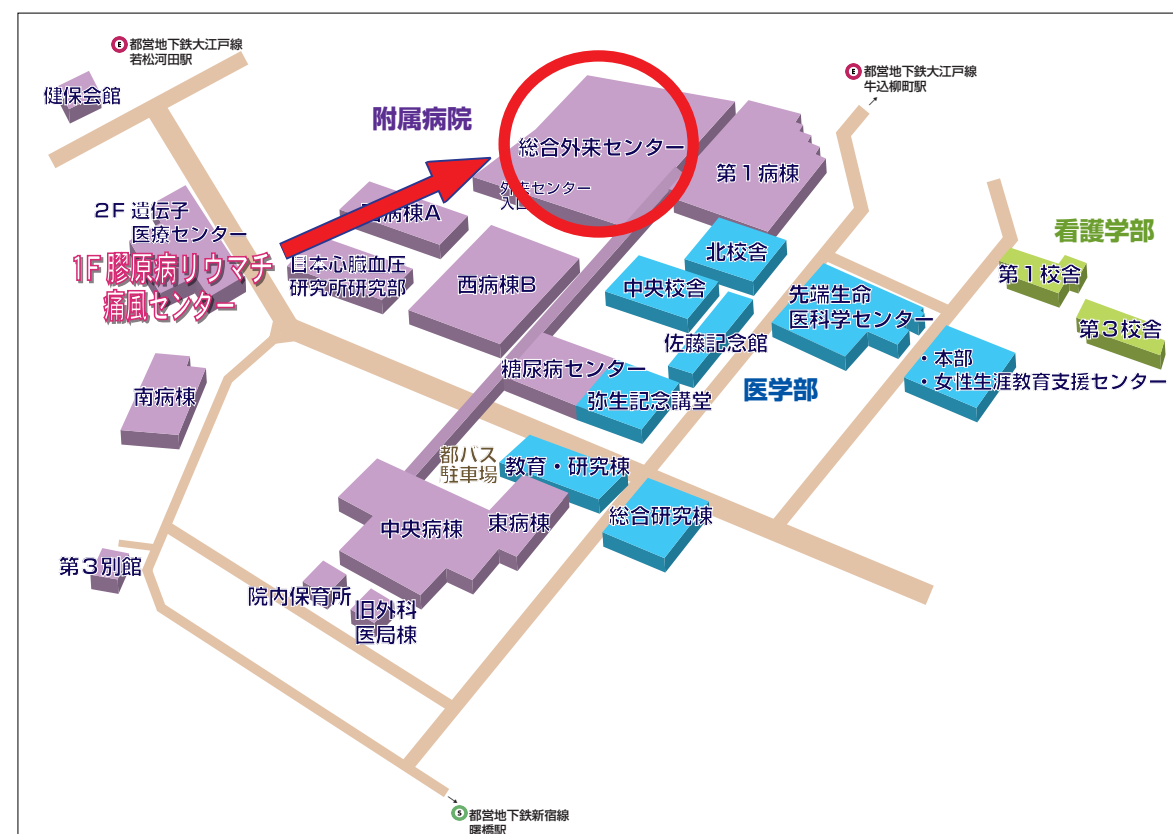 都営地下鉄大江戸線
若松河田駅
健保会館
附属病院
都営地下鉄大江戸線
牛込柳町駅
総合外来センター
外来センター
入口
第1病棟
西病棟A
2F 遺伝子
医療センター
1F 膠原病リウマチ
痛風センター
日本心臓血圧
研究所研究部
西病棟B
北校舎
中央校舎
佐藤記念館
先端生命
医科学センター
看護学部
第1校舎
第3校舎
・本部
・女性生涯教育支援センター
医学部
糖尿病センター
弥生記念講堂
南病棟
都バス
駐車場
教育・研究棟
総合研究棟
中央病棟
東病棟
第3別館
院内保育所
旧外科
医局棟
都営地下鉄新宿線
曙橋駅